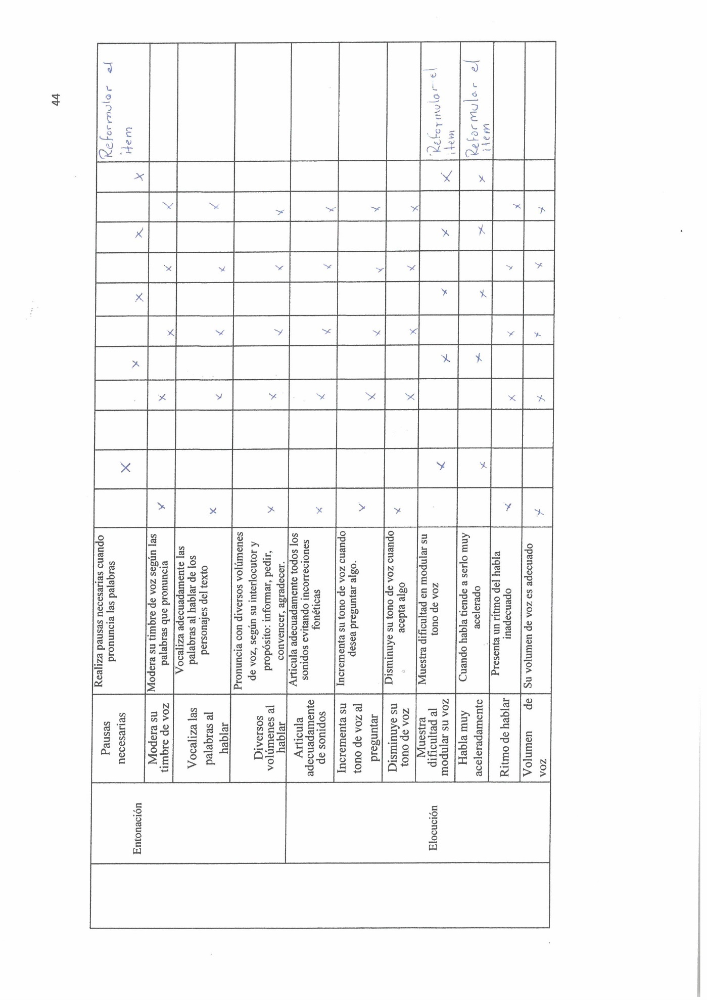 44
Entonación
Pausas
necesarias
Realiza pausas necesarias cuando
pronuncia las palabras
X
X
X
X
X
Reformular el
item
Modera su
timbre de voz
Modera su timbre de voz según las
palabras que pronuncia
X
X
X
X
X
Vocaliza las
palabras al
hablar
Vocaliza adecuadamente las
palabras al hablar de los
personajes del texto
X
X
X
X
X
Diversos
volúmenes al
hablar
Pronuncia con diversos volúmenes
de voz, según su interlocutor y
propósito: informar, pedir,
convencer, agradecer.
X
X
X
X
X
Elocución
Articula
adecuadamente
de sonidos
Articula adecuadamente todos los
sonidos evitando incorreciones
fonéticas
X
X
X
X
X
Incrementa su
tono de voz al
preguntar
Incrementa su tono de voz cuando
desea preguntar algo.
X
X
X
X
X
Disminuye su
tono de voz
Disminuye su tono de voz cuando
acepta algo
X
X
X
X
X
Muestra
dificultad al
modular su voz
Muestra dificultad en modular su
tono de voz
X
X
X
X
X
Reformular el
item
Habla muy
aceleradamente
Cuando habla tiende a serlo muy
acelerado
X
X
X
X
X
Reformular el
item
Ritmo de hablar
Presenta un ritmo del habla
inadecuado
X
X
X
X
X
Volumen de
voz
Su volumen de voz es adecuado
X
X
X
X
X